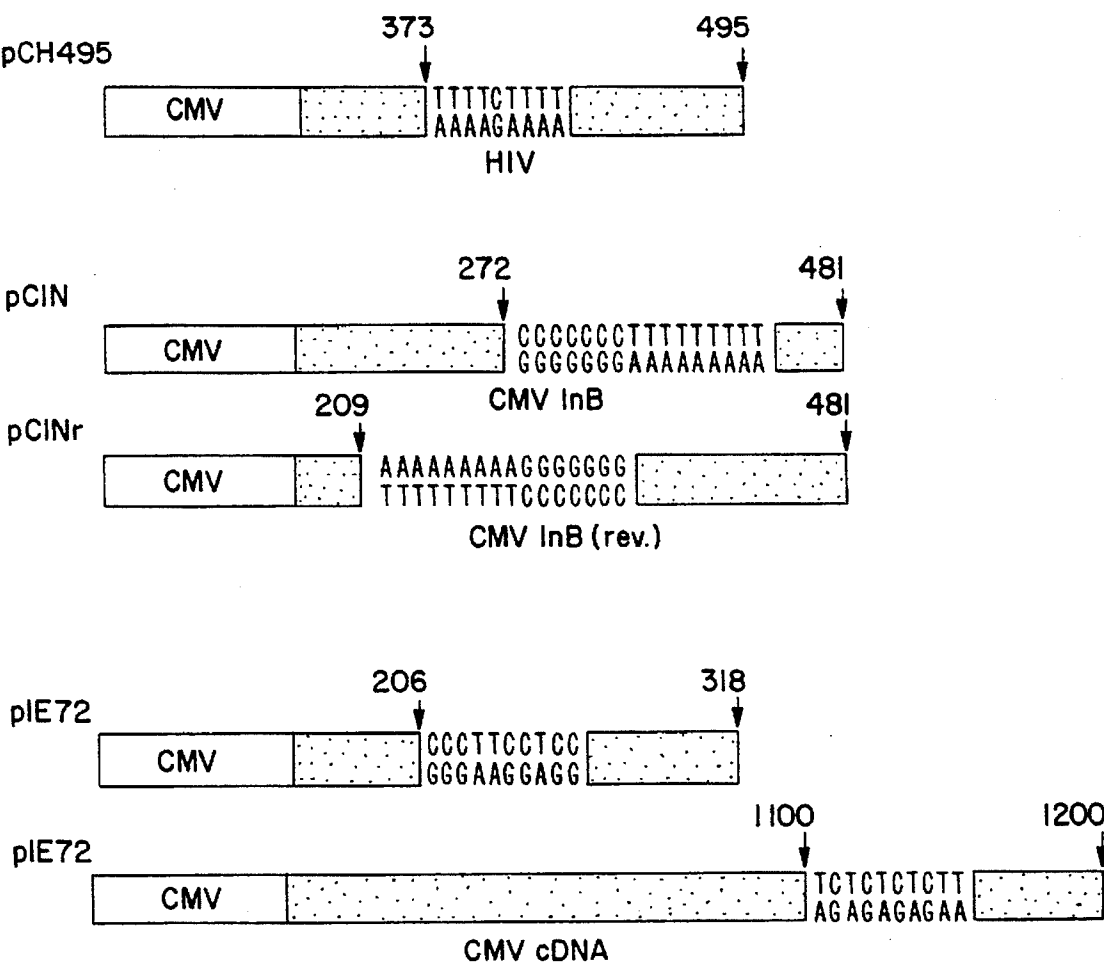 373 495
pCH495
CMV TTTTCTTTT
AAAAGAAAA
HIV
272 481
pCIN
CMV CCCCCCCTTTTTTTTT
GGGGGGGAAAAAAAAA
CMV InB
209 481
pCINr
CMV AAAAAAAAAGGGGGGG
TTTTTTTTTCCCCCCC
CMV InB (rev.)
206 318
pIE72
CMV CCCTTCCTCC
GGGAAGGAGG
1100 1200
pIE72
CMV TCTCTCTCTT
AGAGAGAGAA
CMV cDNA